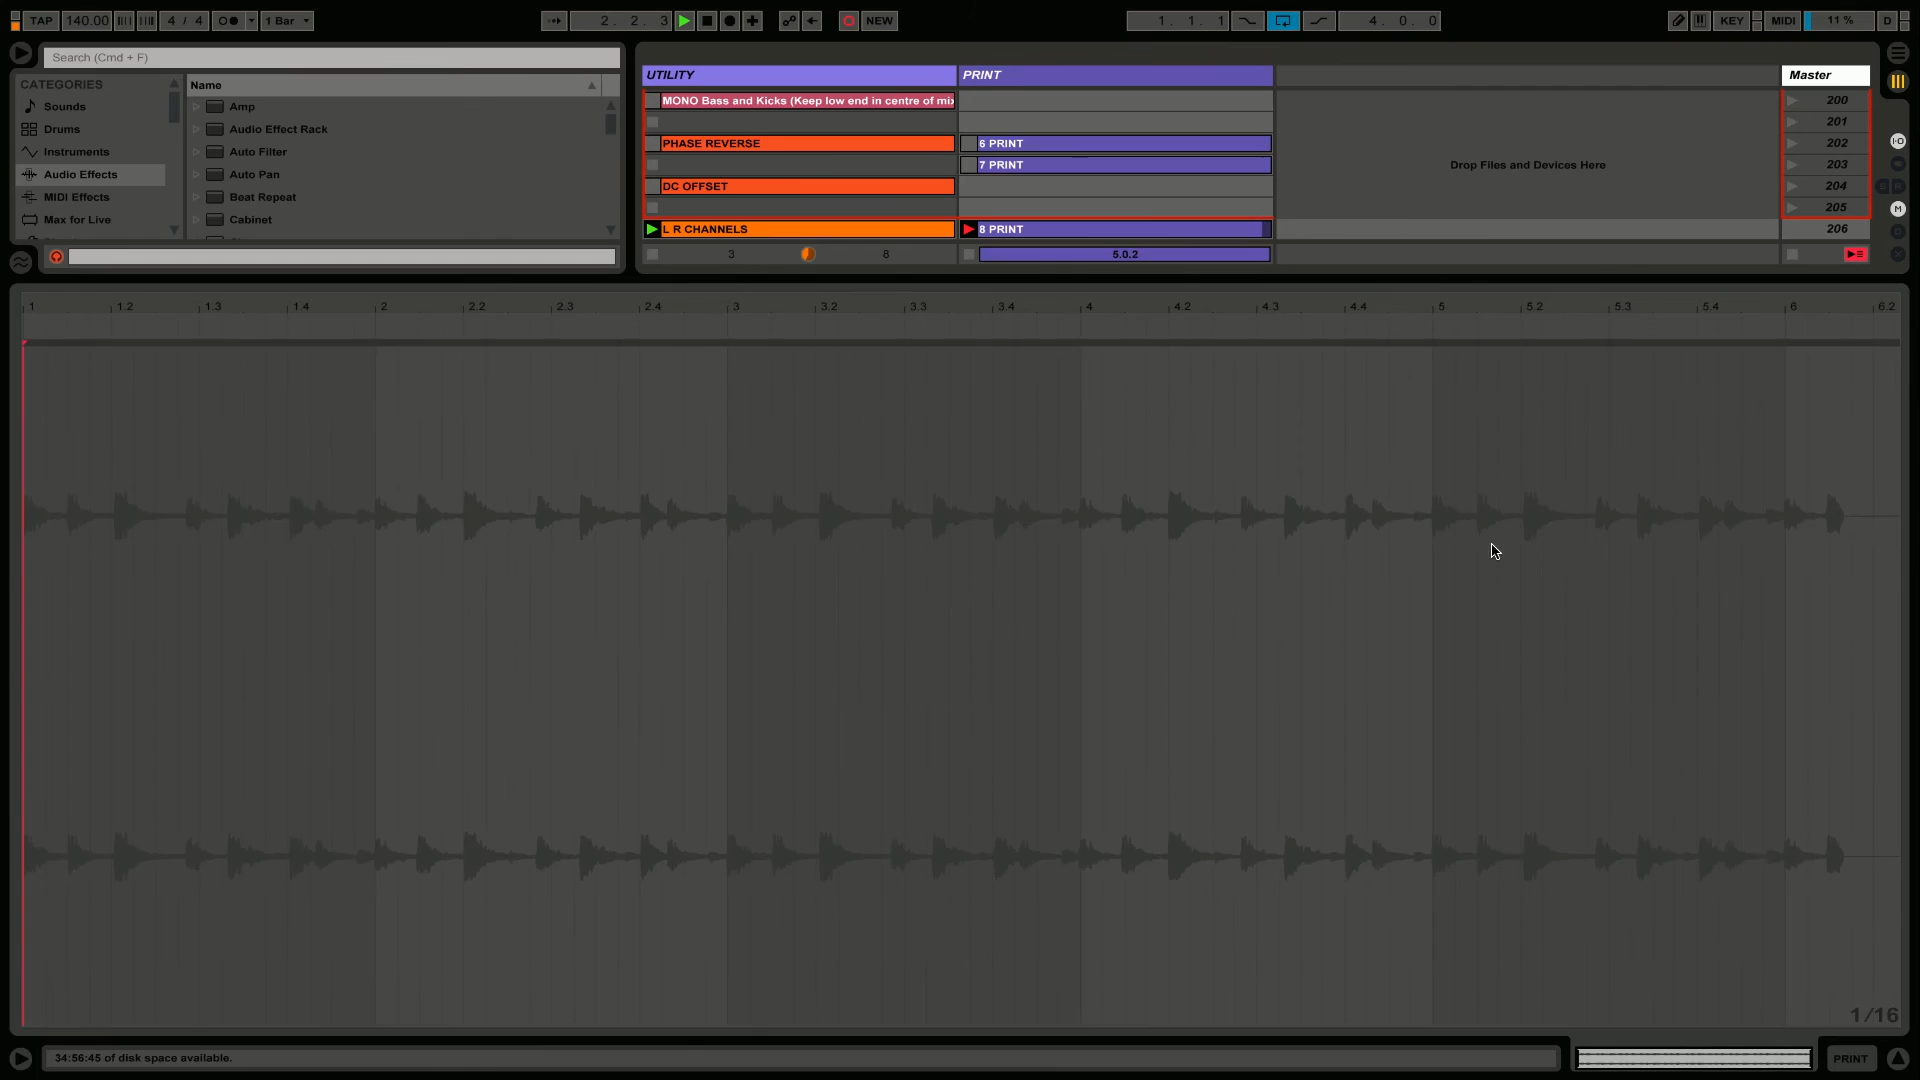 TAP 140.00 4 / 4 1 Bar 2. 2. 3 NEW 1. 1. 1 4. 0. 0 KEY MIDI 11 % D
Search (Cmd + F)
CATEGORIES
Sounds
Drums
Instruments
Audio Effects
MIDI Effects
Max for Live
Name
Amp
Audio Effect Rack
Auto Filter
Auto Pan
Beat Repeat
Cabinet
UTILITY PRINT Master
MONO Bass and Kicks (Keep low end in centre of mix 200
201
PHASE REVERSE 6 PRINT 202
7 PRINT Drop Files and Devices Here 203
DC OFFSET 204
205
L R CHANNELS 8 PRINT 206
3 8 5.0.2
I·O
S R
M
D
1 1.2 1.3 1.4 2 2.2 2.3 2.4 3 3.2 3.3 3.4 4 4.2 4.3 4.4 5 5.2 5.3 5.4 6 6.2
1/16
34:56:45 of disk space available. PRINT